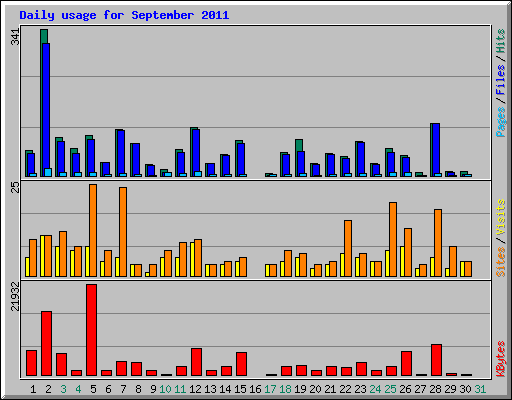 Daily usage for September 2011
341
Pages / Files / Hits
25
Sites / Visits
21932
KBytes
1 2 3 4 5 6 7 8 9 10 11 12 13 14 15 16 17 18 19 20 21 22 23 24 25 26 27 28 29 30 31